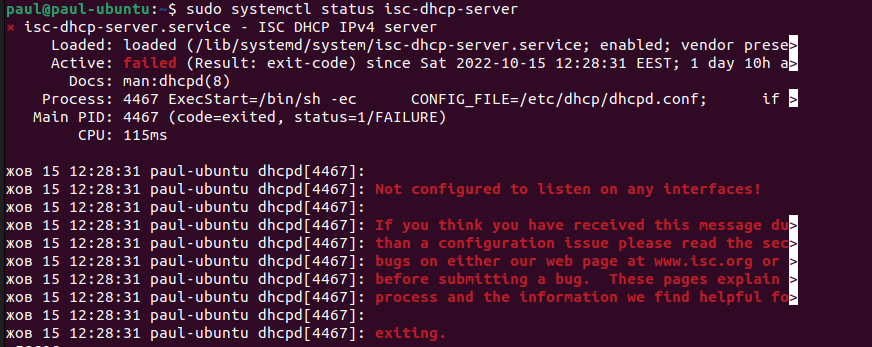 paul@paul-ubuntu:~$ sudo systemctl status isc-dhcp-server
× isc-dhcp-server.service - ISC DHCP IPv4 server
Loaded: loaded (/lib/systemd/system/isc-dhcp-server.service; enabled; vendor prese>
Active: failed (Result: exit-code) since Sat 2022-10-15 12:28:31 EEST; 1 day 10h a>
Docs: man:dhcpd(8)
Process: 4467 ExecStart=/bin/sh -ec CONFIG_FILE=/etc/dhcp/dhcpd.conf; if >
Main PID: 4467 (code=exited, status=1/FAILURE)
CPU: 115ms
жов 15 12:28:31 paul-ubuntu dhcpd[4467]:
жов 15 12:28:31 paul-ubuntu dhcpd[4467]: Not configured to listen on any interfaces!
жов 15 12:28:31 paul-ubuntu dhcpd[4467]:
жов 15 12:28:31 paul-ubuntu dhcpd[4467]: If you think you have received this message du>
жов 15 12:28:31 paul-ubuntu dhcpd[4467]: than a configuration issue please read the sec>
жов 15 12:28:31 paul-ubuntu dhcpd[4467]: bugs on either our web page at www.isc.org or >
жов 15 12:28:31 paul-ubuntu dhcpd[4467]: before submitting a bug.  These pages explain >
жов 15 12:28:31 paul-ubuntu dhcpd[4467]: process and the information we find helpful fo>
жов 15 12:28:31 paul-ubuntu dhcpd[4467]:
жов 15 12:28:31 paul-ubuntu dhcpd[4467]: exiting.